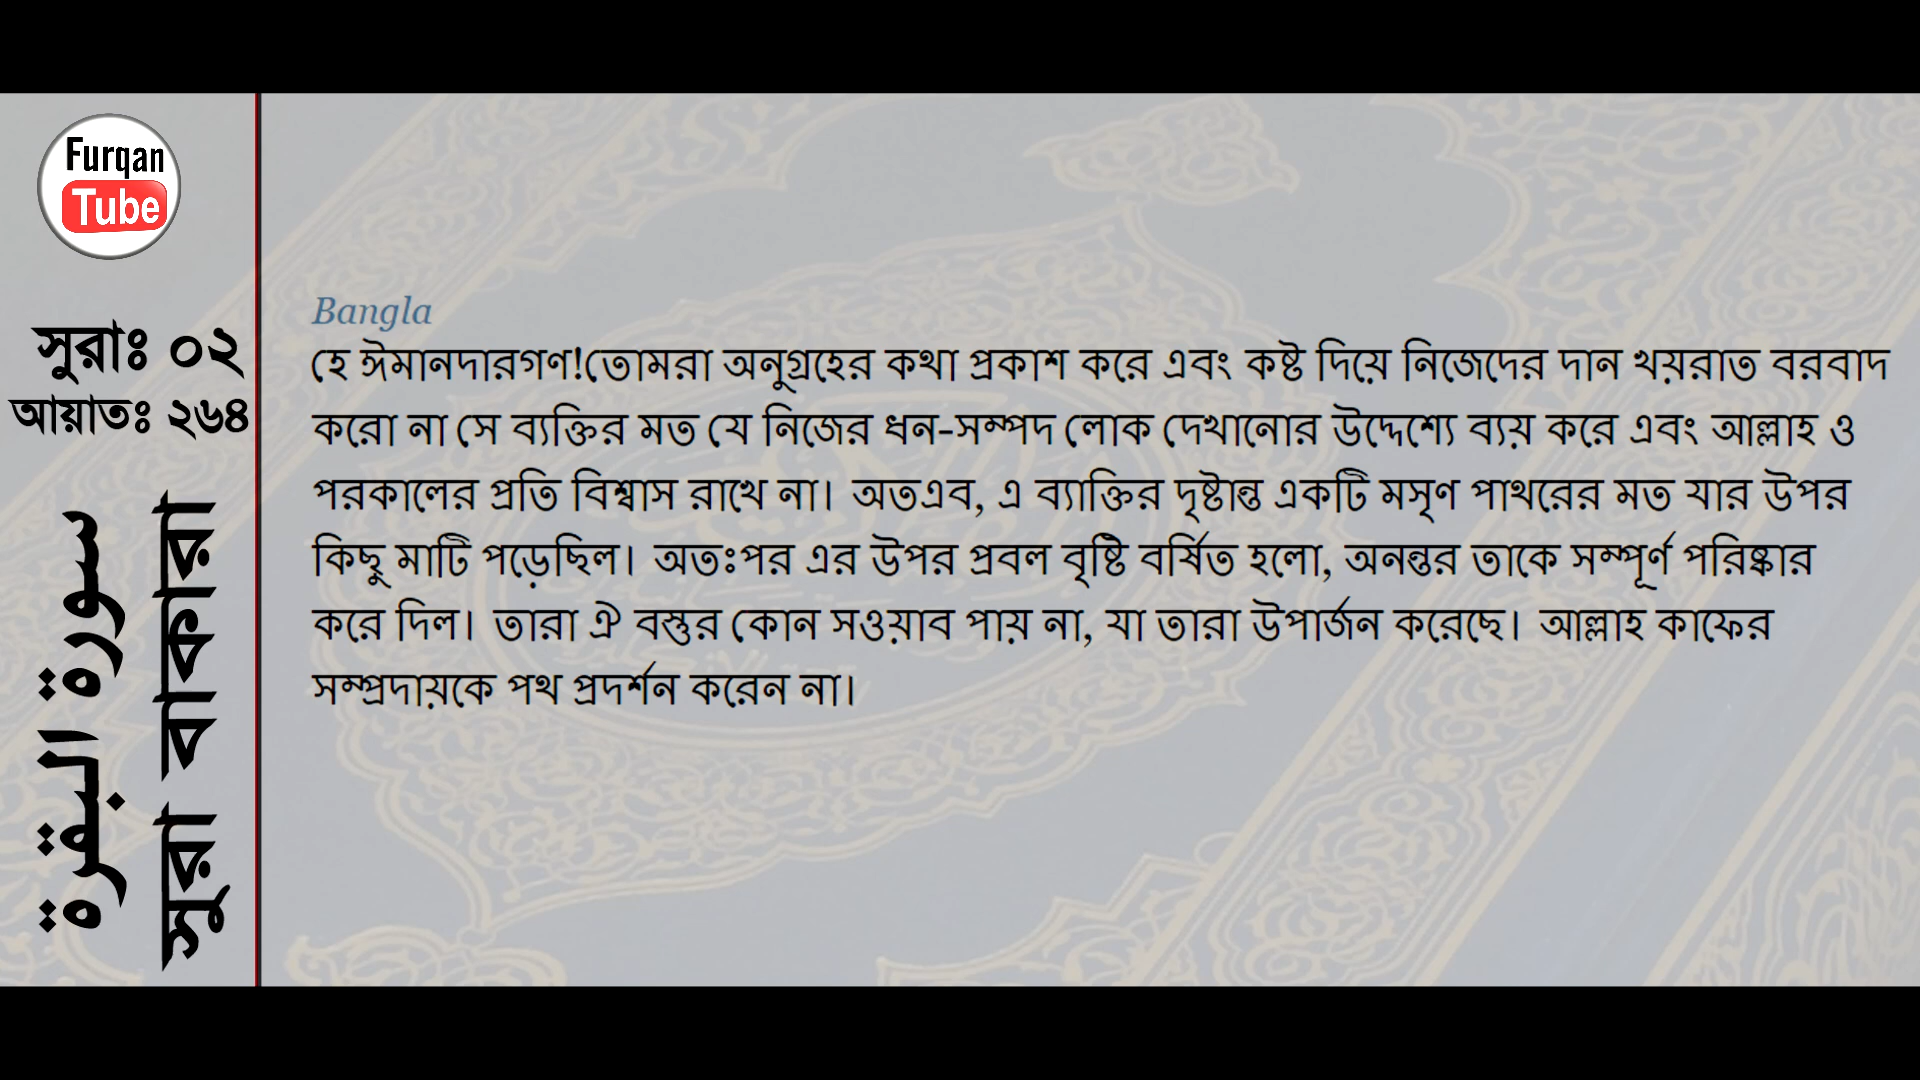 Furqan
Tube
সুরাঃ ০২
আয়াতঃ ২৬৪
سورة البقرة
সুরা বাকারা
Bangla
হে ঈমানদারগণ!তোমরা অনুগ্রহের কথা প্রকাশ করে এবং কষ্ট দিয়ে নিজেদের দান খয়রাত বরবাদ
করো না সে ব্যক্তির মত যে নিজের ধন-সম্পদ লোক দেখানোর উদ্দেশ্যে ব্যয় করে এবং আল্লাহ ও
পরকালের প্রতি বিশ্বাস রাখে না। অতএব, এ ব্যাক্তির দৃষ্টান্ত একটি মসৃণ পাথরের মত যার উপর
কিছু মাটি পড়েছিল। অতঃপর এর উপর প্রবল বৃষ্টি বর্ষিত হলো, অনন্তর তাকে সম্পূর্ণ পরিষ্কার
করে দিল। তারা ঐ বস্তুর কোন সওয়াব পায় না, যা তারা উপার্জন করেছে। আল্লাহ কাফের
সম্প্রদায়কে পথ প্রদর্শন করেন না।